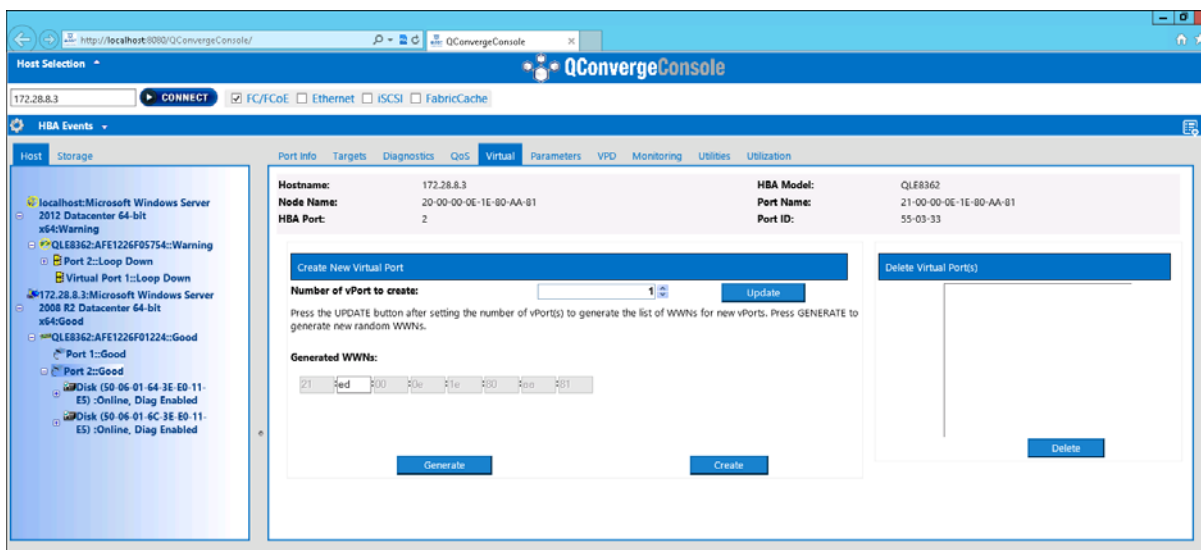 http://localhost:8080/QConvergeConsole/
QConvergeConsole
Host Selection
QConvergeConsole
172.28.8.3 CONNECT FC/FCoE Ethernet iSCSI FabricCache
HBA Events
Host Storage
Port Info Targets Diagnostics QoS Virtual Parameters VPD Monitoring Utilities Utilization
localhost:Microsoft Windows Server
2012 Datacenter 64-bit
x64:Warning
QLE8362:AFE1226F05754::Warning
Port 2::Loop Down
Virtual Port 1::Loop Down
172.28.8.3:Microsoft Windows Server
2008 R2 Datacenter 64-bit
x64:Good
QLE8362:AFE1226F01224::Good
Port 1::Good
Port 2::Good
Disk (50-06-01-64-3E-E0-11-
E5) :Online, Diag Enabled
Disk (50-06-01-6C-3E-E0-11-
E5) :Online, Diag Enabled
Hostname: 172.28.8.3 HBA Model: QLE8362
Node Name: 20-00-00-0E-1E-80-AA-81 Port Name: 21-00-00-0E-1E-80-AA-81
HBA Port: 2 Port ID: 55-03-33
Create New Virtual Port
Number of vPort to create: 1 Update
Press the UPDATE button after setting the number of vPort(s) to generate the list of WWNs for new vPorts. Press GENERATE to
generate new random WWNs.
Generated WWNs:
21 :ed :00 :0e :1e :80 :aa :81
Generate Create
Delete Virtual Port(s)
Delete